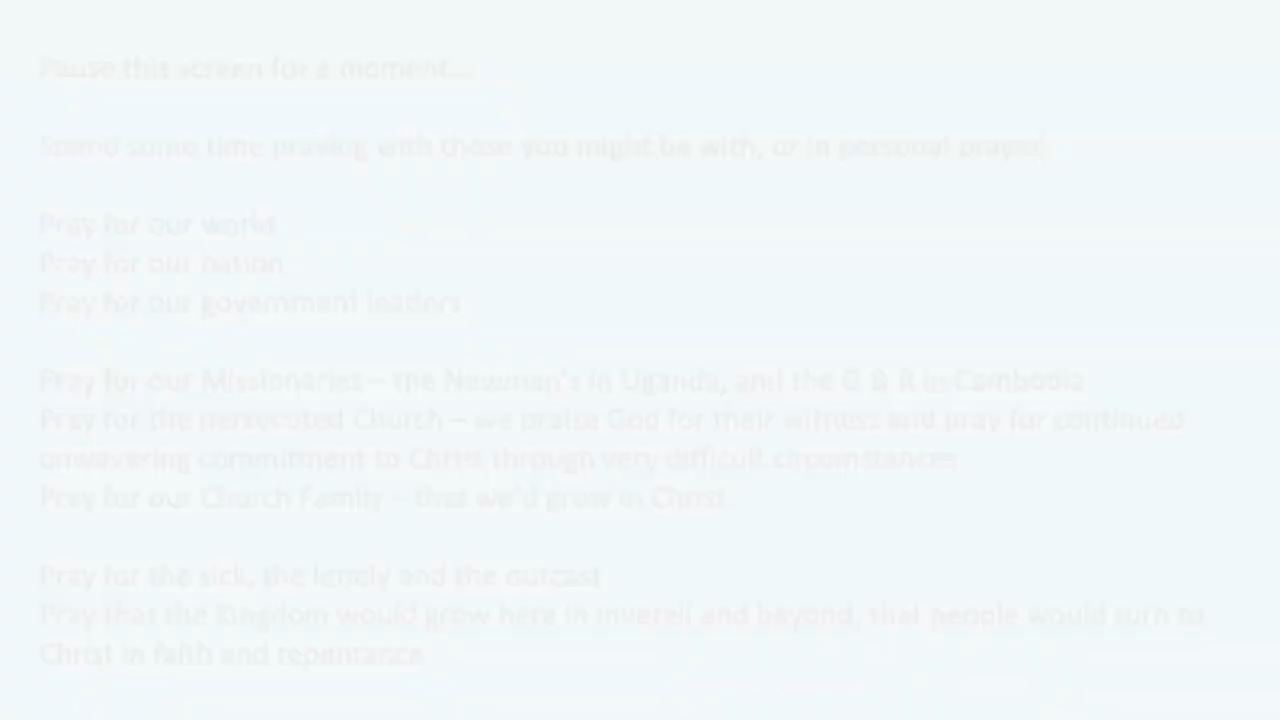 Pause this screen for a moment...
Spend some time praying with those you might be with, or in personal prayer!
Pray for our world
Pray for our nation
Pray for our government leaders
Pray for our Missionaries – the Newman's in Uganda, and the G & R in Cambodia
Pray for the persecuted Church – we praise God for their witness and pray for continued
unwavering commitment to Christ through very difficult circumstances
Pray for our Church Family – that we'd grow in Christ
Pray for the sick, the lonely and the outcast
Pray that the Kingdom would grow here in Inverell and beyond, that people would turn to
Christ in faith and repentance